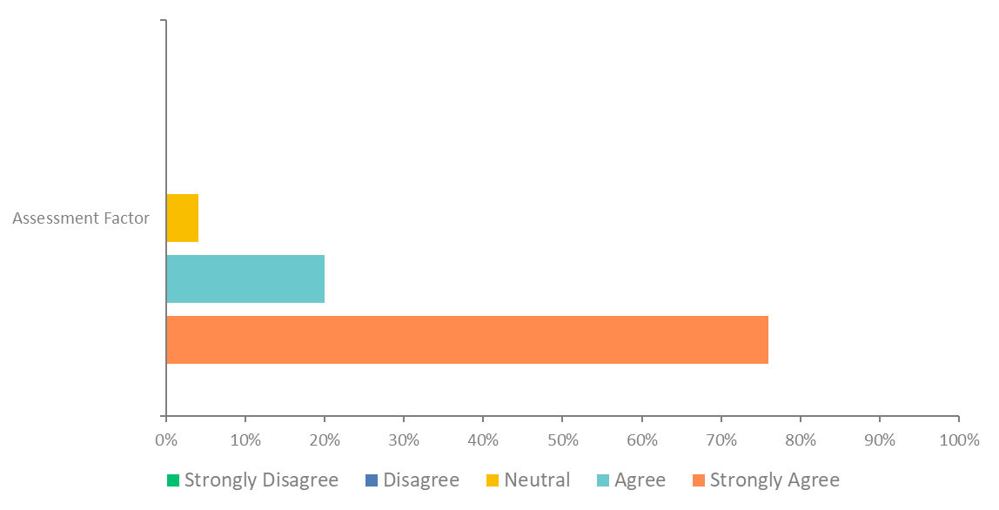 Assessment Factor
0% 10% 20% 30% 40% 50% 60% 70% 80% 90% 100%
Strongly Disagree Disagree Neutral Agree Strongly Agree